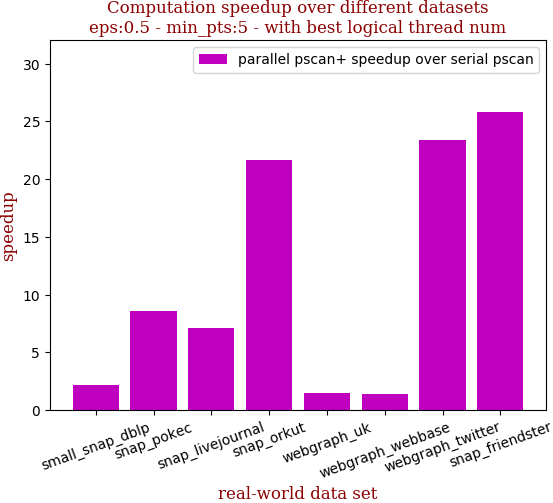 Computation speedup over different datasets
eps:0.5 - min_pts:5 - with best logical thread num
parallel pscan+ speedup over serial pscan
speedup
30
25
20
15
10
5
0
small_snap_dblp
snap_pokec
snap_livejournal
snap_orkut
webgraph_uk
webgraph_webbase
webgraph_twitter
snap_friendster
real-world data set